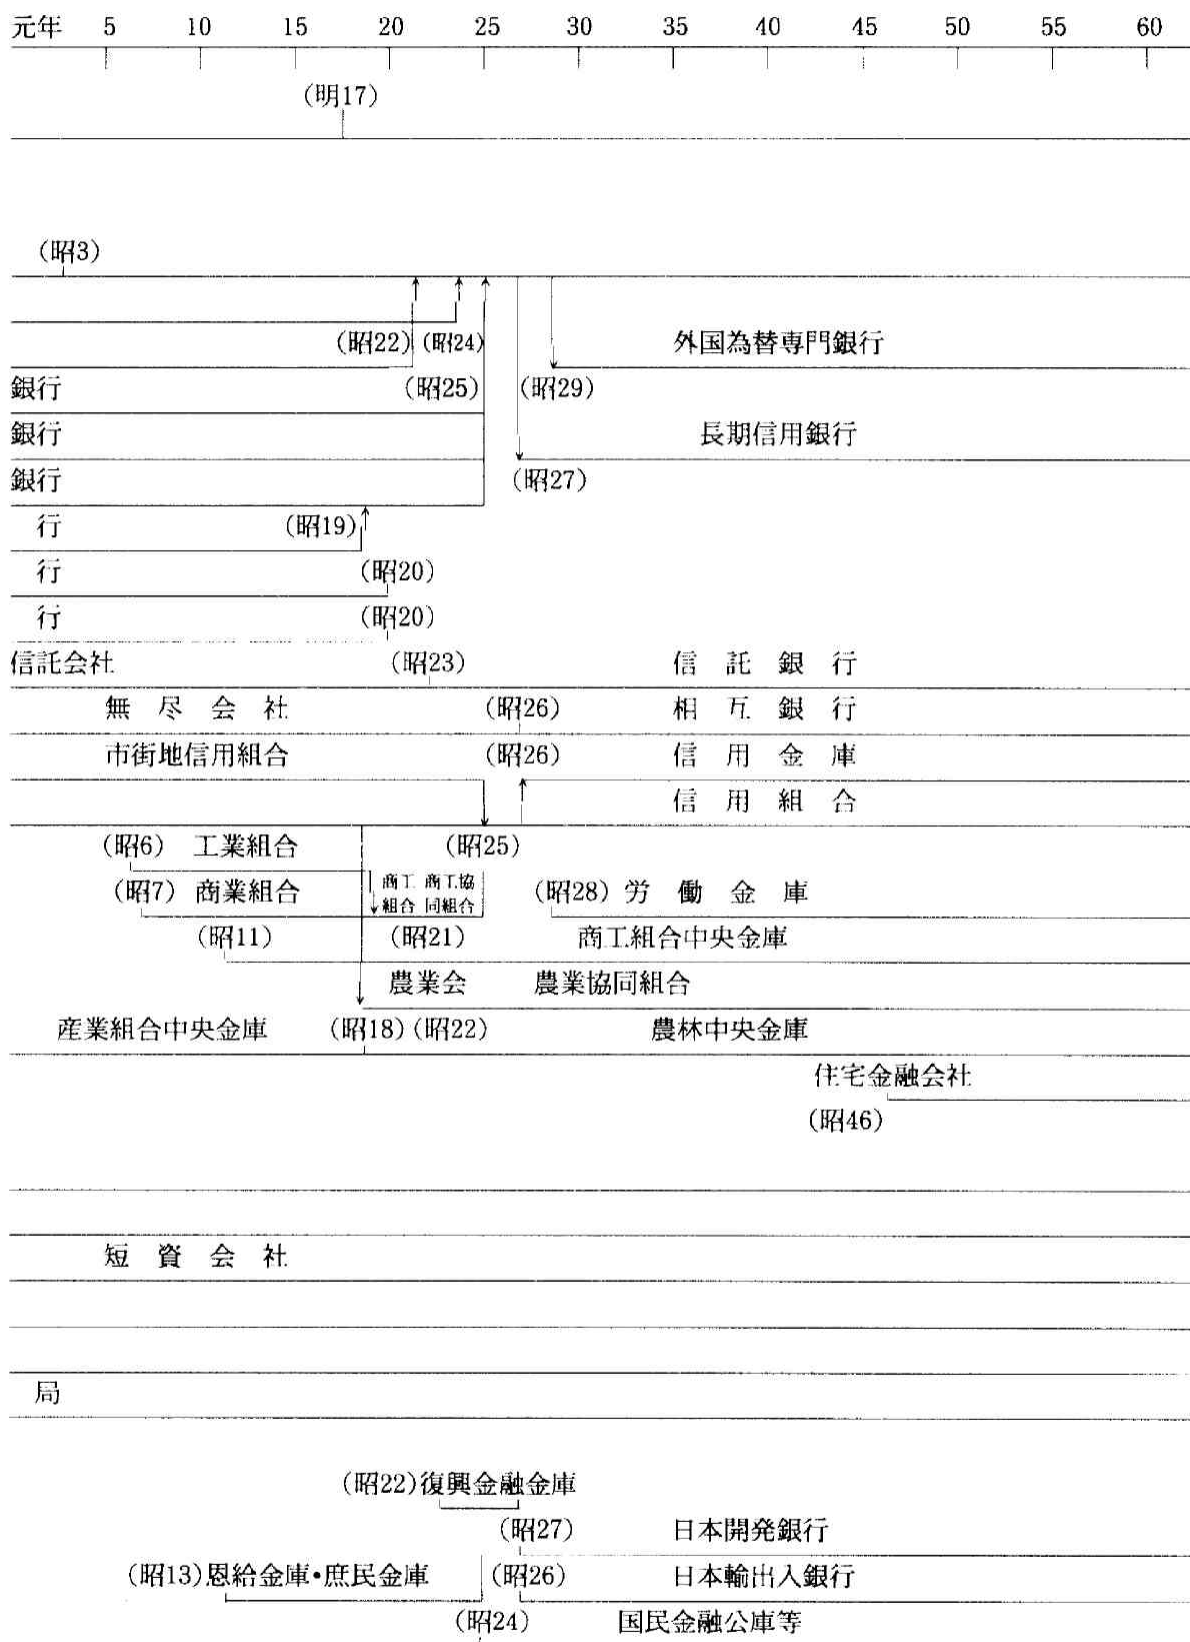 元年 5 10 15 20 25 30 35 40 45 50 55 60
(明17)
(昭3)
(昭22) (昭24) 外国為替専門銀行
銀行 (昭25) (昭29)
銀行 長期信用銀行
銀行 (昭27)
行 (昭19)
行 (昭20)
行 (昭20)
信託会社 (昭23) 信託銀行
無尽会社 (昭26) 相互銀行
市街地信用組合 (昭26) 信用金庫
信用組合
(昭6) 工業組合 (昭25)
(昭7) 商業組合 商工組合 商工協同組合 (昭28) 労働金庫
(昭11) (昭21) 商工組合中央金庫
農業会 農業協同組合
産業組合中央金庫 (昭18) (昭22) 農林中央金庫
住宅金融会社
(昭46)
短資会社
局
(昭22)復興金融金庫
(昭27) 日本開発銀行
(昭13)恩給金庫・庶民金庫 (昭26) 日本輸出入銀行
(昭24) 国民金融公庫等